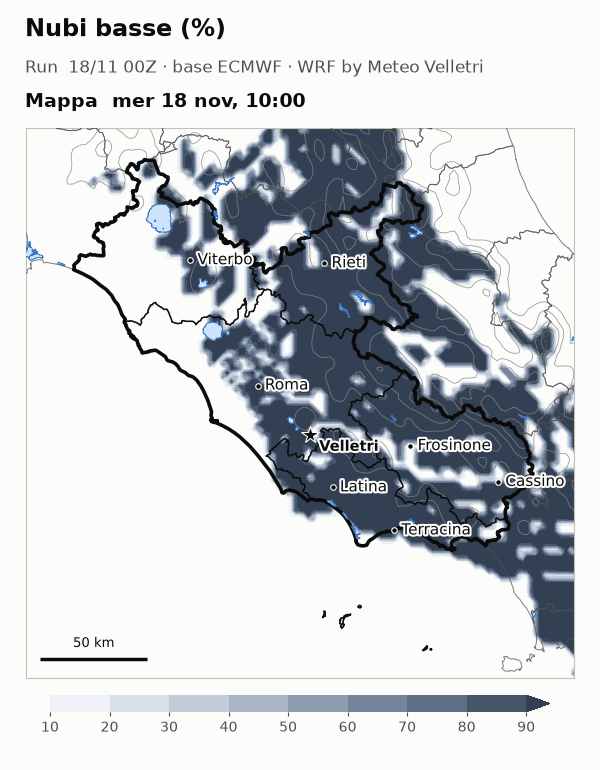 Nubi basse (%)
Run 18/11 00Z · base ECMWF · WRF by Meteo Velletri
Mappa mer 18 nov, 10:00
Viterbo
Rieti
Roma
Velletri
Frosinone
Latina
Cassino
Terracina
50 km
10 20 30 40 50 60 70 80 90